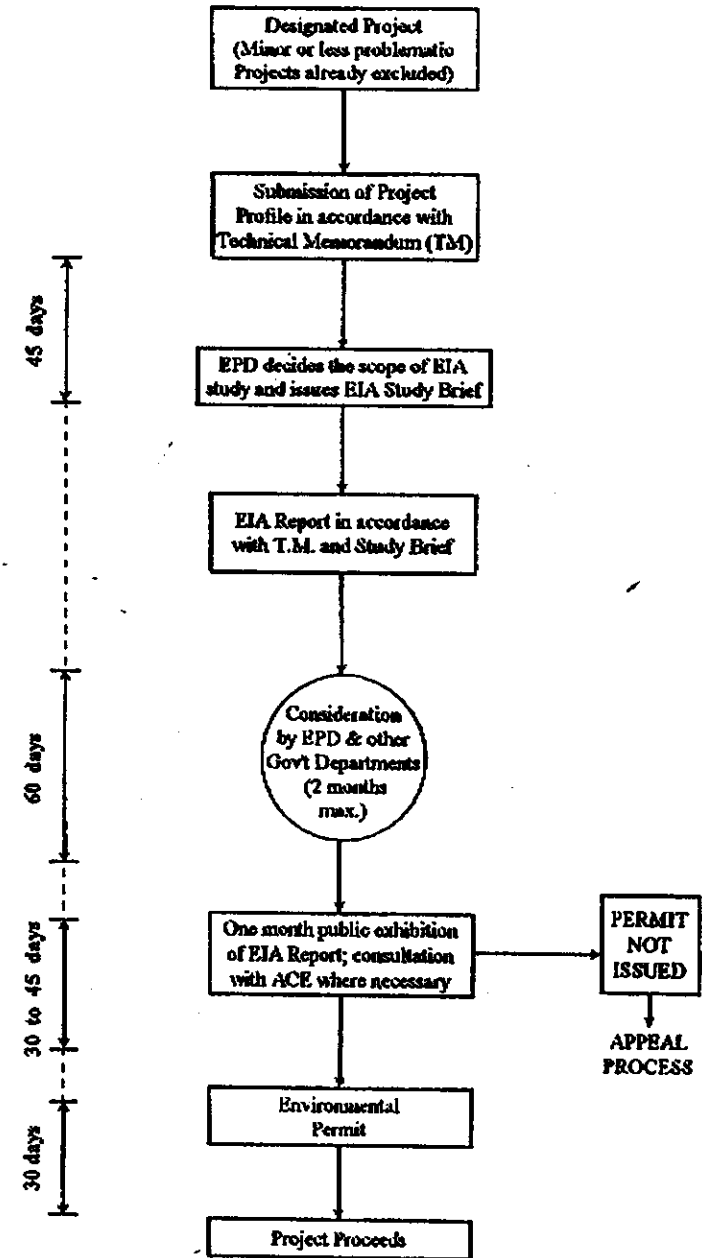 Designated Project
(Minor or less problematic
Projects already excluded)
Submission of Project
Profile in accordance with
Technical Memorandum (TM)
45 days
EPD decides the scope of EIA
study and issues EIA Study Brief
EIA Report in accordance
with T.M. and Study Brief
60 days
Consideration
by EPD & other
Gov't Departments
(2 months
max.)
30 to 45 days
One month public exhibition
of EIA Report; consultation
with ACE where necessary
PERMIT
NOT
ISSUED
APPEAL
PROCESS
30 days
Environmental
Permit
Project Proceeds